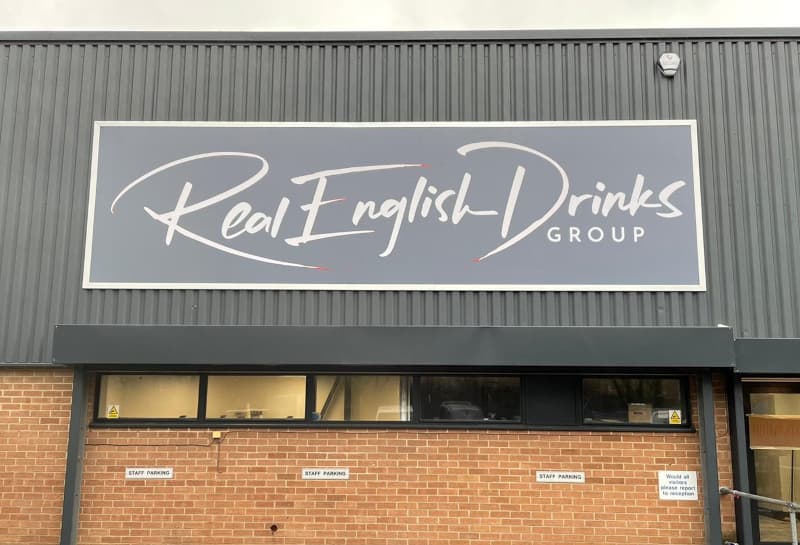 Real English Drinks
GROUP
STAFF PARKING
STAFF PARKING
STAFF PARKING
Would all
visitors
please report
to reception